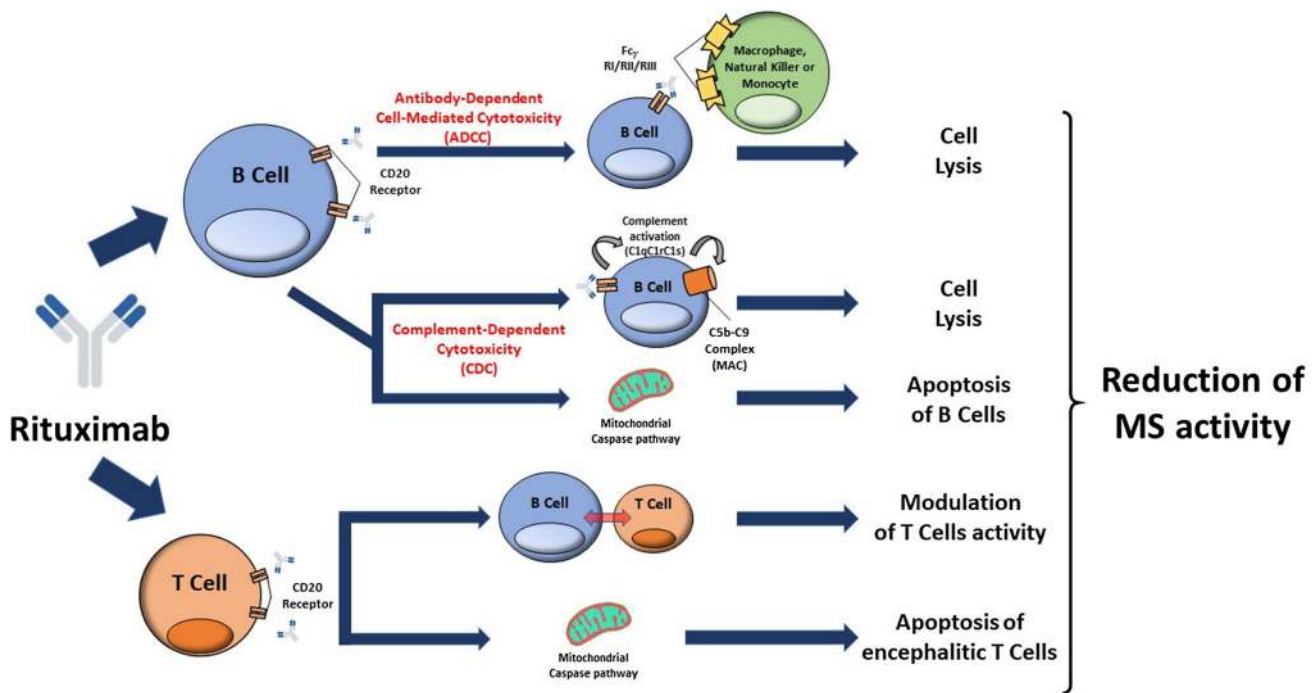 Fcγ
RI/RII/RIII
Macrophage,
Natural Killer or
Monocyte
Antibody-Dependent
Cell-Mediated Cytotoxicity
(ADCC)
B Cell
Cell
Lysis
B Cell
CD20
Receptor
Complement
activation
(C1qC1rC1s)
B Cell
Cell
Lysis
C5b-C9
Complex
(MAC)
Complement-Dependent
Cytotoxicity
(CDC)
Mitochondrial
Caspase pathway
Apoptosis
of B Cells
Reduction of
MS activity
Rituximab
B Cell
T Cell
Modulation
of T Cells activity
T Cell
CD20
Receptor
Mitochondrial
Caspase pathway
Apoptosis of
encephalitic T Cells